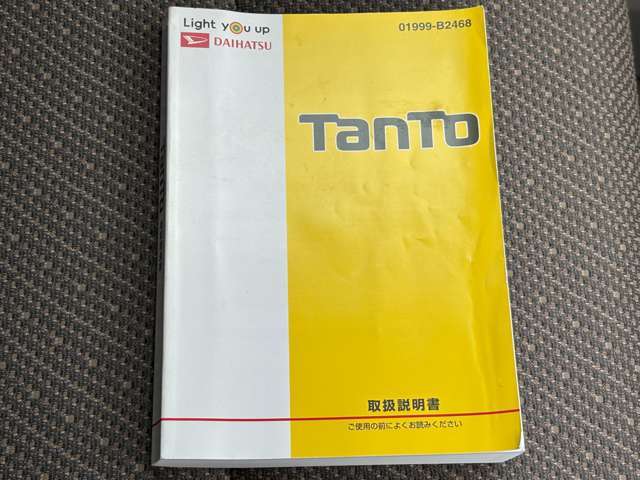 Light you up
DAIHATSU
01999-B2468
TanTo
取扱説明書
ご使用の前によくお読みください